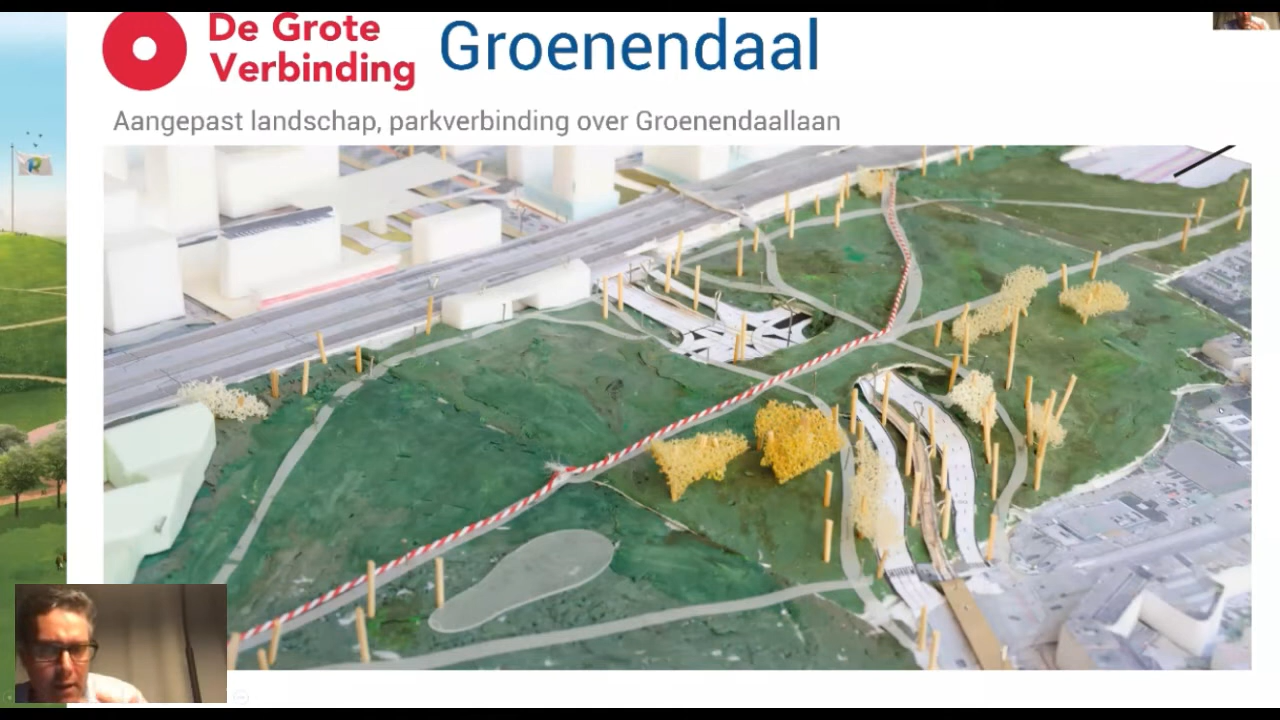 De Grote
Verbinding
Groenendaal
Aangepast landschap, parkverbinding over Groenendaallaan